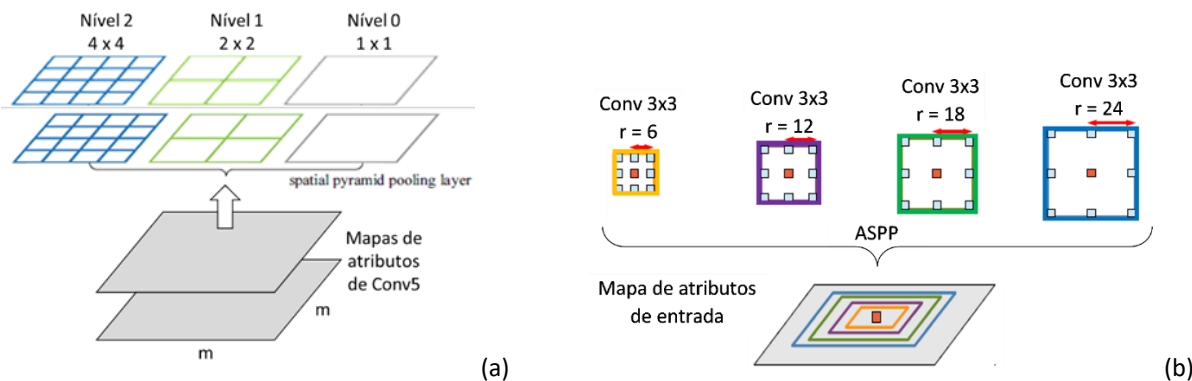 Nível 2
4 x 4
Nível 1
2 x 2
Nível 0
1 x 1
spatial pyramid pooling layer
Mapas de
atributos
de Conv5
m
m
(a)
Conv 3x3
r = 6
Conv 3x3
r = 12
Conv 3x3
r = 18
Conv 3x3
r = 24
ASPP
Mapa de atributos
de entrada
(b)